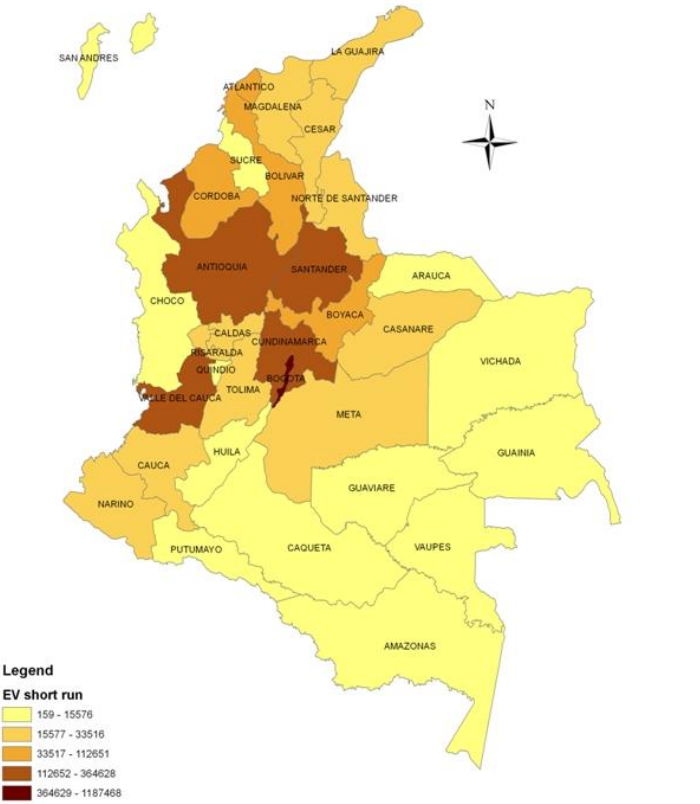 LA GUAJIRA
SAN ANDRES
ATLANTICO
MAGDALENA
N
CESAR
SUCRE
BOLIVAR
CORDOBA
NORTE DE SANTANDER
ANTIOQUIA
SANTANDER
ARAUCA
CHOCO
BOYACA
CASANARE
CALDAS
CUNDINAMARCA
RISARALDA
VICHADA
QUINDIO
BOGOTA
TOLIMA
VALLE DEL CAUCA
META
HUILA
GUAINIA
CAUCA
GUAVIARE
NARINO
PUTUMAYO
CAQUETA
VAUPES
AMAZONAS
Legend
EV short run
159 - 15576
15577 - 33516
33517 - 112651
112652 - 364628
364629 - 1187468